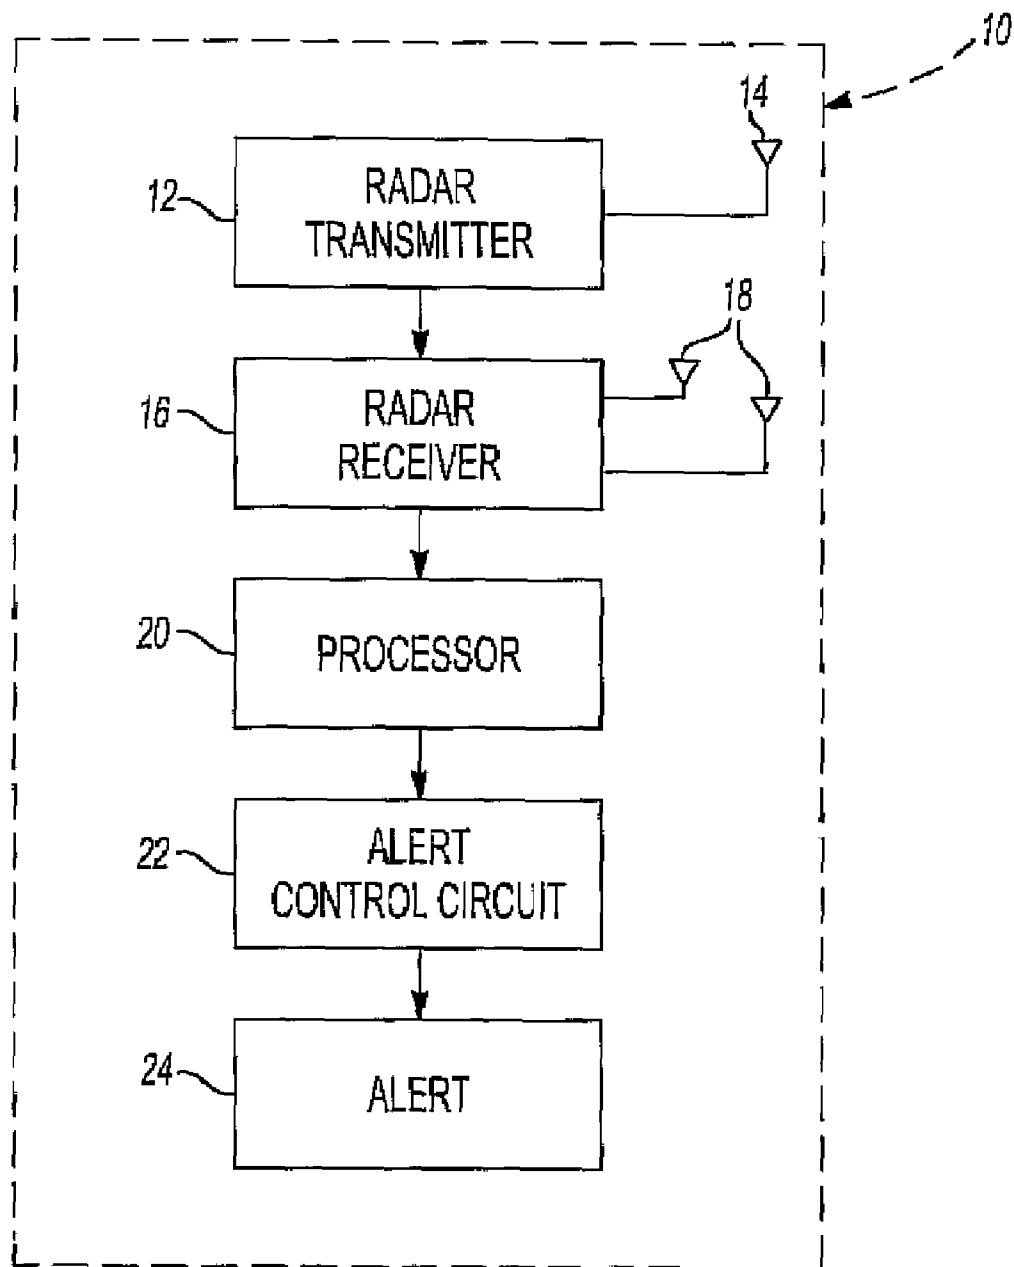 10
14
12
RADAR
TRANSMITTER
18
16
RADAR
RECEIVER
20
PROCESSOR
22
ALERT
CONTROL CIRCUIT
24
ALERT